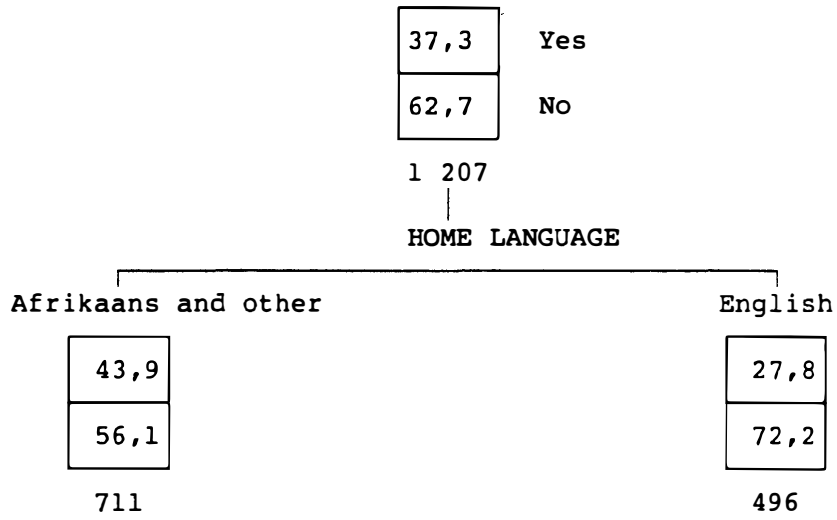 37,3 Yes
62,7 No
1 207
HOME LANGUAGE
Afrikaans and other English
43,9 27,8
56,1 72,2
711 496